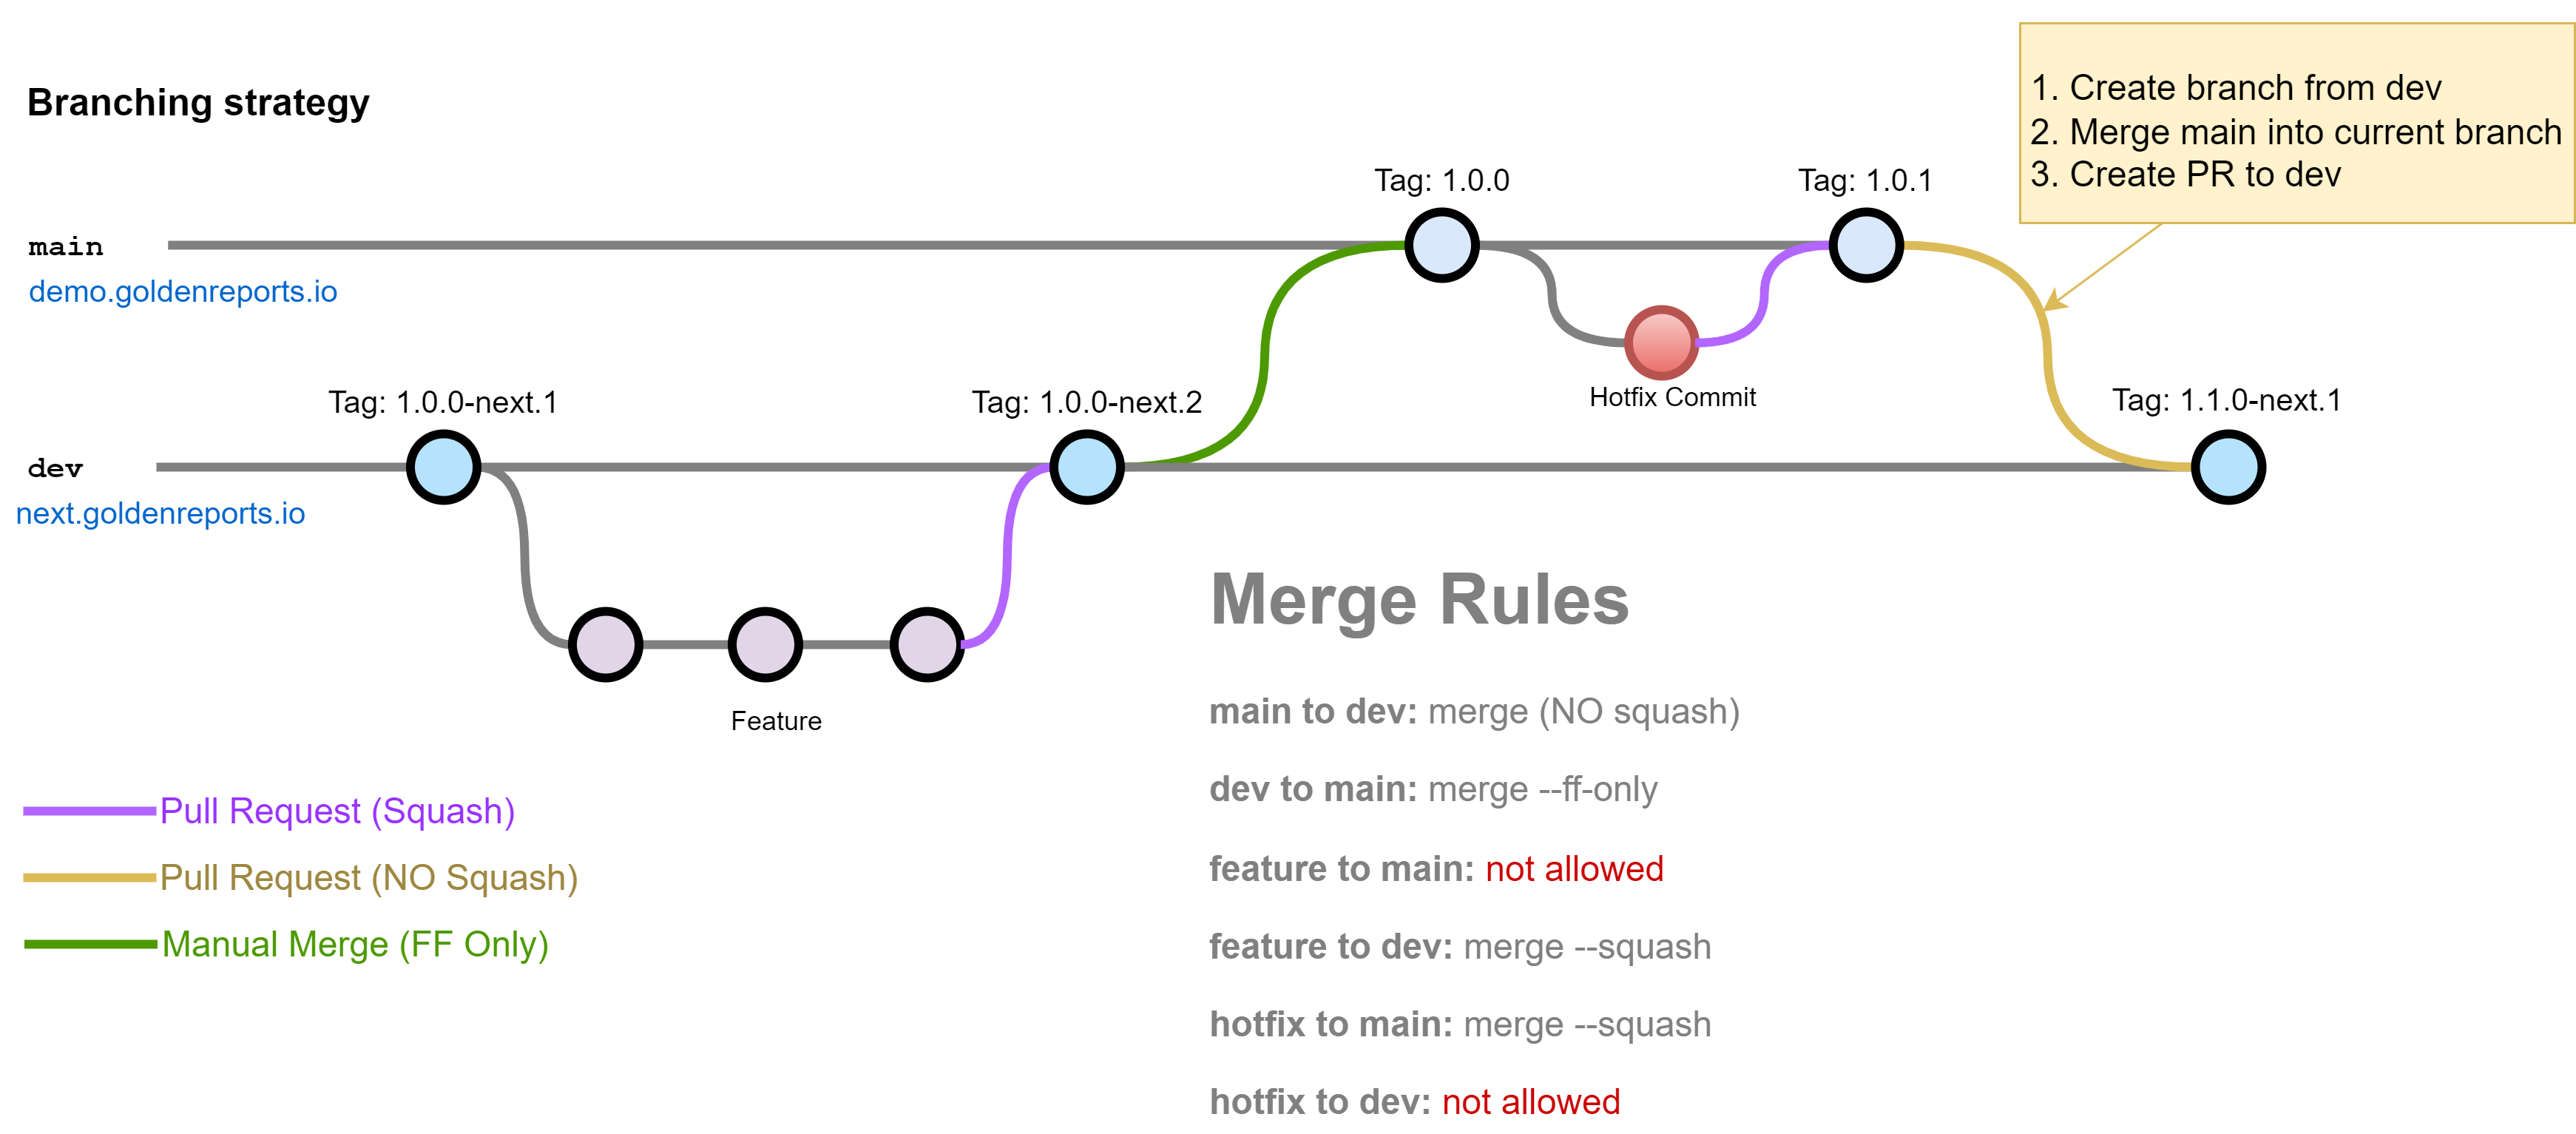 Branching strategy
1. Create branch from dev
2. Merge main into current branch
3. Create PR to dev
Tag: 1.0.0
Tag: 1.0.1
main
demo.goldenreports.io
Hotfix Commit
Tag: 1.0.0-next.1
Tag: 1.0.0-next.2
Tag: 1.1.0-next.1
dev
next.goldenreports.io
Feature
Merge Rules
main to dev: merge (NO squash)
dev to main: merge --ff-only
feature to main: not allowed
feature to dev: merge --squash
hotfix to main: merge --squash
hotfix to dev: not allowed
Pull Request (Squash)
Pull Request (NO Squash)
Manual Merge (FF Only)